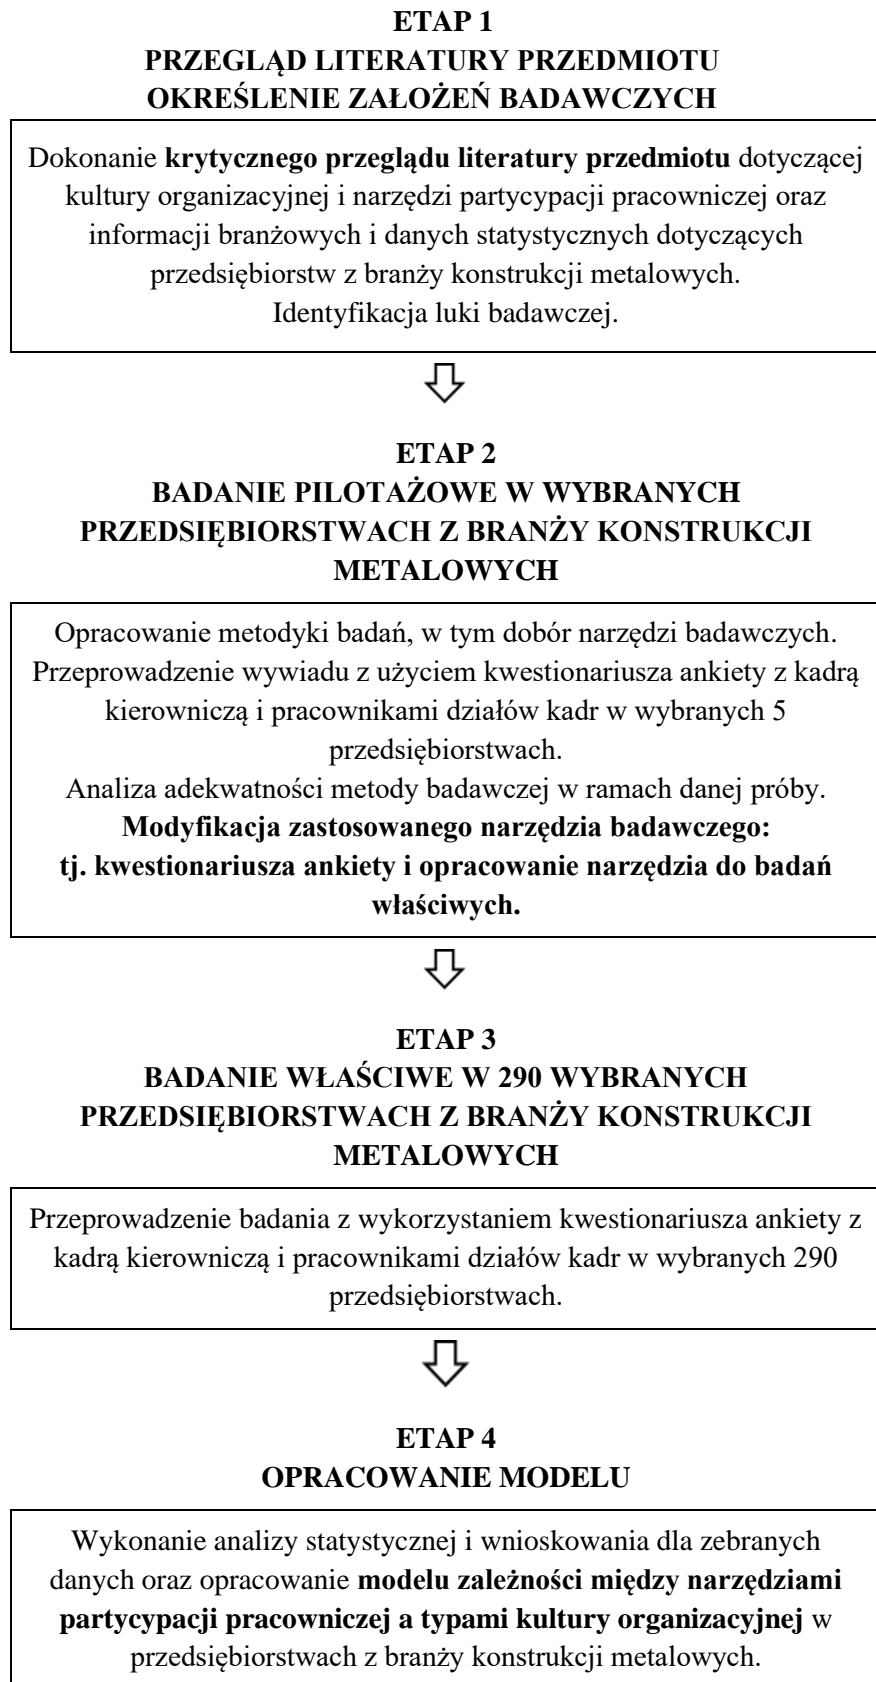 ETAP 1
PRZEGLĄD LITERATURY PRZEDMIOTU
OKREŚLENIE ZAŁOŻEŃ BADAWCZYCH
Dokonanie krytycznego przeglądu literatury przedmiotu dotyczącej
kultury organizacyjnej i narzędzi partycypacji pracowniczej oraz
informacji branżowych i danych statystycznych dotyczących
przedsiębiorstw z branży konstrukcji metalowych.
Identyfikacja luki badawczej.
ETAP 2
BADANIE PILOTAŻOWE W WYBRANYCH
PRZEDSIĘBIORSTWACH Z BRANŻY KONSTRUKCJI
METALOWYCH
Opracowanie metodyki badań, w tym dobór narzędzi badawczych.
Przeprowadzenie wywiadu z użyciem kwestionariusza ankiety z kadrą
kierowniczą i pracownikami działów kadr w wybranych 5
przedsiębiorstwach.
Analiza adekwatności metody badawczej w ramach danej próby.
Modyfikacja zastosowanego narzędzia badawczego:
tj. kwestionariusza ankiety i opracowanie narzędzia do badań
właściwych.
ETAP 3
BADANIE WŁAŚCIWE W 290 WYBRANYCH
PRZEDSIĘBIORSTWACH Z BRANŻY KONSTRUKCJI
METALOWYCH
Przeprowadzenie badania z wykorzystaniem kwestionariusza ankiety z
kadrą kierowniczą i pracownikami działów kadr w wybranych 290
przedsiębiorstwach.
ETAP 4
OPRACOWANIE MODELU
Wykonanie analizy statystycznej i wnioskowania dla zebranych
danych oraz opracowanie modelu zależności między narzędziami
partycypacji pracowniczej a typami kultury organizacyjnej w
przedsiębiorstwach z branży konstrukcji metalowych.